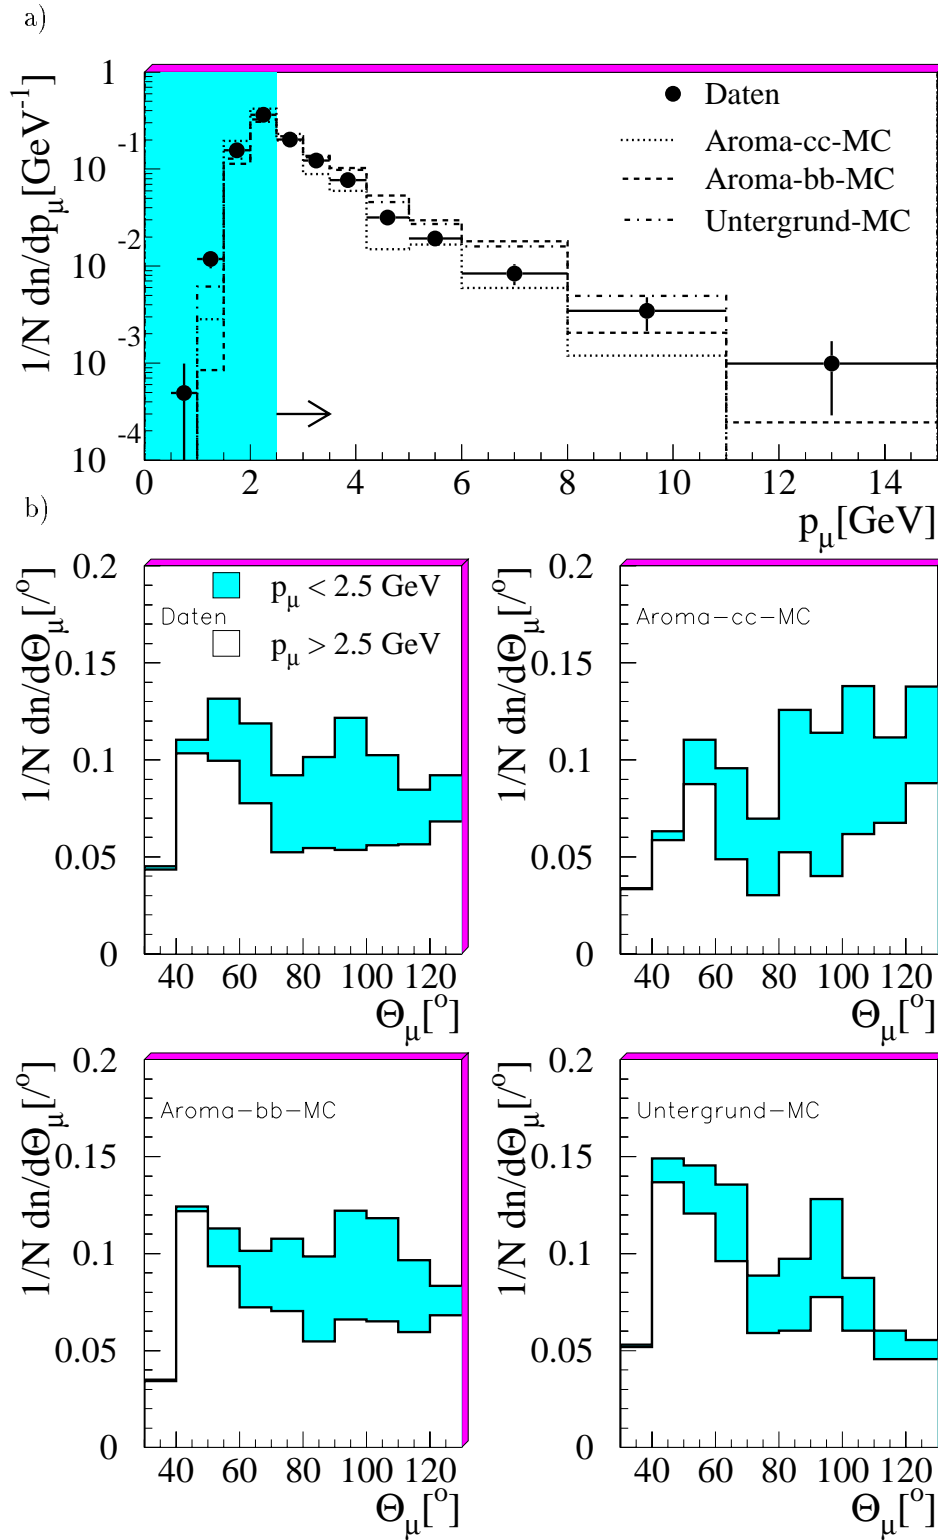 a)
1/N dn/dp_μ[GeV^-1]
1
10^-1
10^-2
10^-3
10^-4
Daten
Aroma-cc-MC
Aroma-bb-MC
Untergrund-MC
0 2 4 6 8 10 12 14
p_μ[GeV]
b)
1/N dn/dΘ_μ[/°]
0.2
0.15
0.1
0.05
0
p_μ < 2.5 GeV
Daten
p_μ > 2.5 GeV
40 60 80 100 120
Θ_μ[°]
1/N dn/dΘ_μ[/°]
0.2
0.15
0.1
0.05
0
Aroma-cc-MC
40 60 80 100 120
Θ_μ[°]
1/N dn/dΘ_μ[/°]
0.2
0.15
0.1
0.05
0
Aroma-bb-MC
40 60 80 100 120
Θ_μ[°]
1/N dn/dΘ_μ[/°]
0.2
0.15
0.1
0.05
0
Untergrund-MC
40 60 80 100 120
Θ_μ[°]